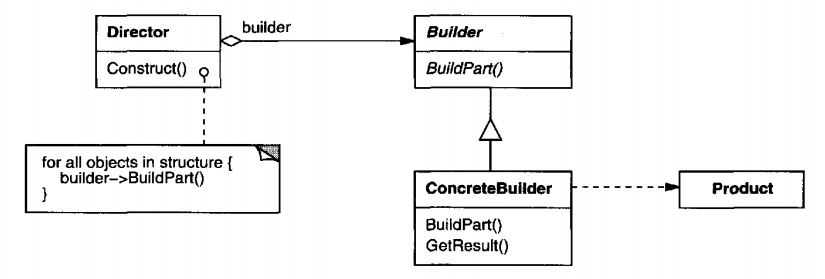 Director
Construct()
builder
Builder
BuildPart()
for all objects in structure {
builder->BuildPart()
}
ConcreteBuilder
BuildPart()
GetResult()
Product